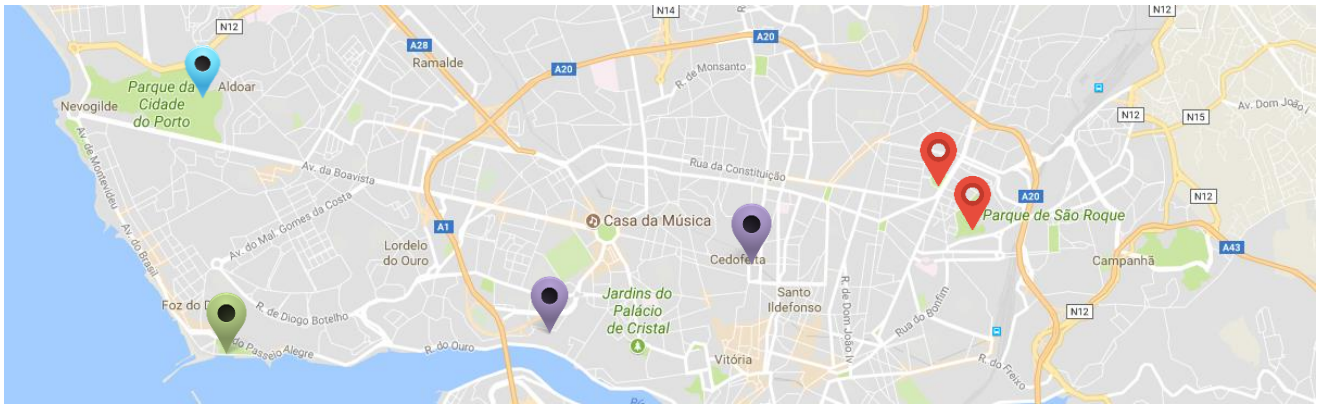 N14
N12
A20
A28
Ramalde
A20
R. de Monsanto
Parque da
Cidade
do Porto
Aldoar
Nevogilde
Av. Dom João I
N12
N15
Av. de Montevideu
Av. da Boavista
Rua da Constituição
A20
N12
Parque de São Roque
Casa da Música
Av. do Mal. Gomes da Costa
Av. do Brasil
A1
Lordelo
do Ouro
Cedofeita
Campanhã
A43
N12
Santo
Ildefonso
R. de Dom João IV
Rua do Bonfim
Jardins do
Palácio
de Cristal
Foz do D
R. de Diogo Botelho
do Passeio Alegre
R. do Ouro
Vitória
N12
R. do Freixo